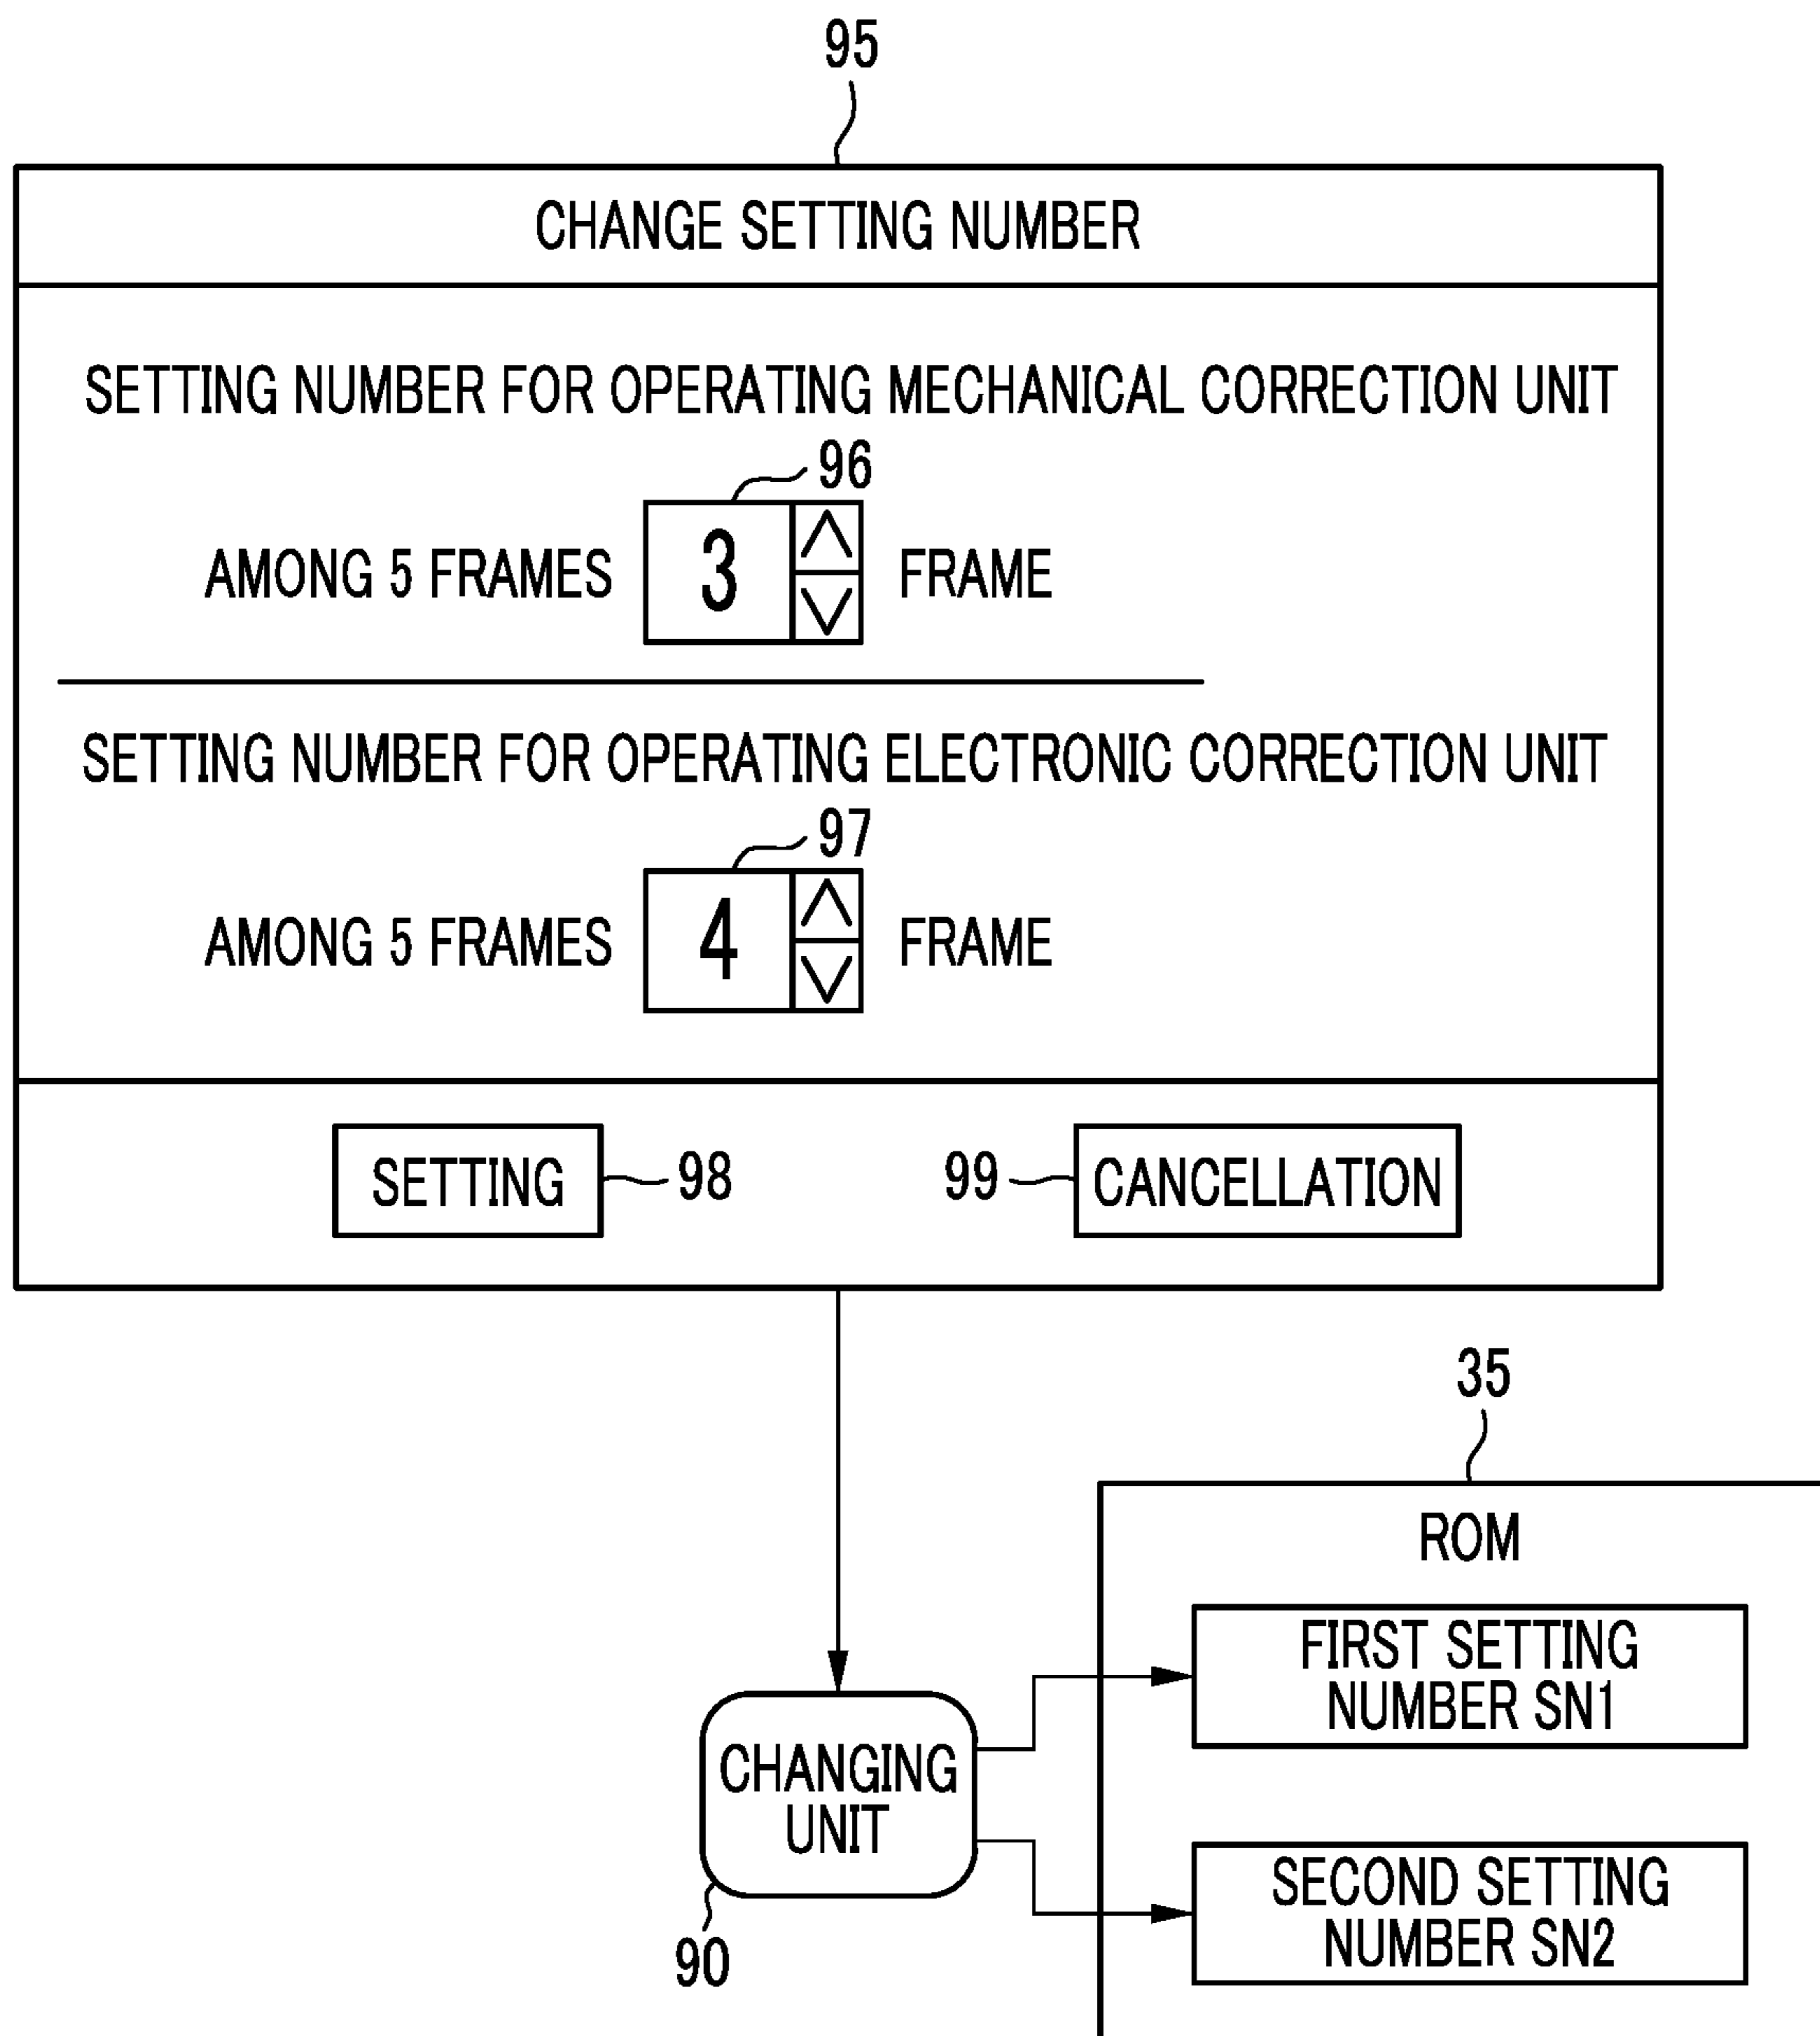 95
CHANGE SETTING NUMBER
SETTING NUMBER FOR OPERATING MECHANICAL CORRECTION UNIT
96
AMONG 5 FRAMES 3 FRAME
SETTING NUMBER FOR OPERATING ELECTRONIC CORRECTION UNIT
97
AMONG 5 FRAMES 4 FRAME
SETTING 98 99 CANCELLATION
35
ROM
FIRST SETTING
NUMBER SN1
CHANGING
UNIT
90
SECOND SETTING
NUMBER SN2